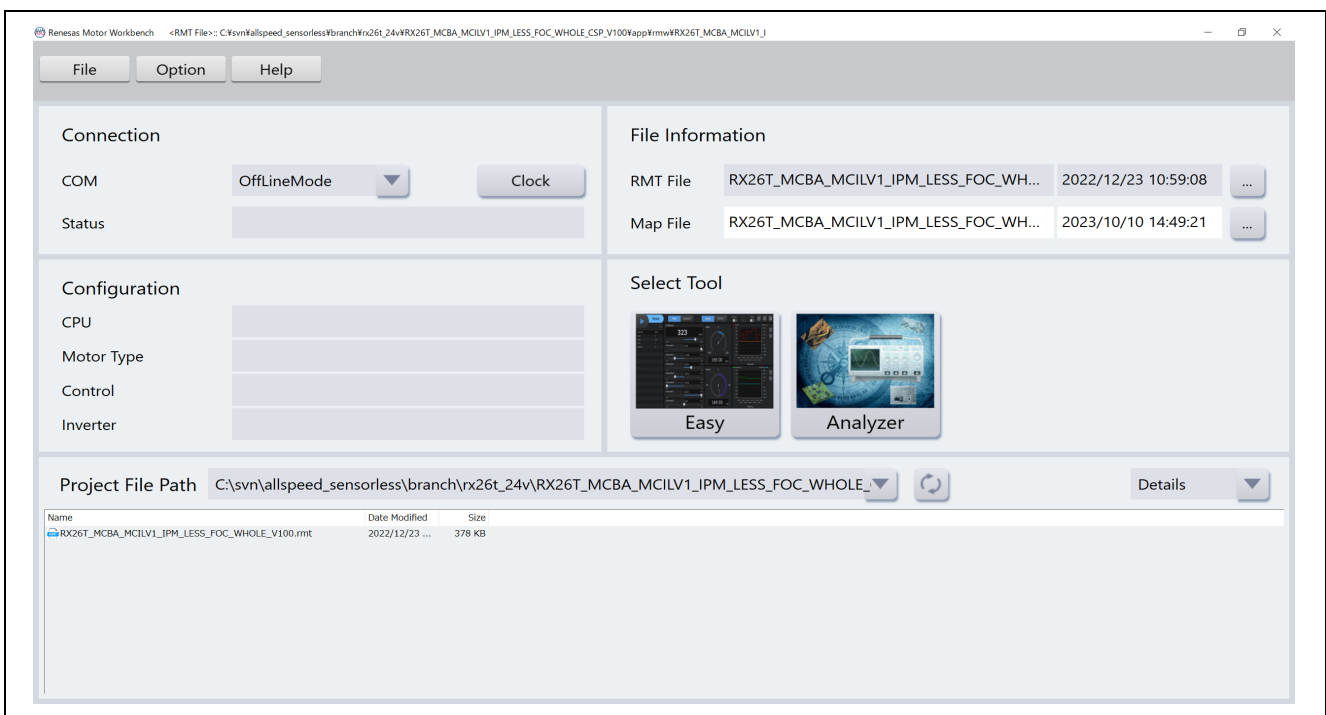 Renesas Motor Workbench <RMT File>:: C:¥svn¥allspeed_sensorless¥branch¥rx26t_24v¥RX26T_MCBA_MCILV1_IPM_LESS_FOC_WHOLE_CSP_V100¥app¥rmw¥RX26T_MCBA_MCILV1_I
File Option Help
Connection
COM OffLineMode Clock
Status
File Information
RMT File RX26T_MCBA_MCILV1_IPM_LESS_FOC_WH... 2022/12/23 10:59:08 ...
Map File RX26T_MCBA_MCILV1_IPM_LESS_FOC_WH... 2023/10/10 14:49:21 ...
Configuration
CPU
Motor Type
Control
Inverter
Select Tool
323
Easy Analyzer
Project File Path C:\svn\allspeed_sensorless\branch\rx26t_24v\RX26T_MCBA_MCILV1_IPM_LESS_FOC_WHOLE_ Details
Name Date Modified Size
RX26T_MCBA_MCILV1_IPM_LESS_FOC_WHOLE_V100.rmt 2022/12/23 ... 378 KB